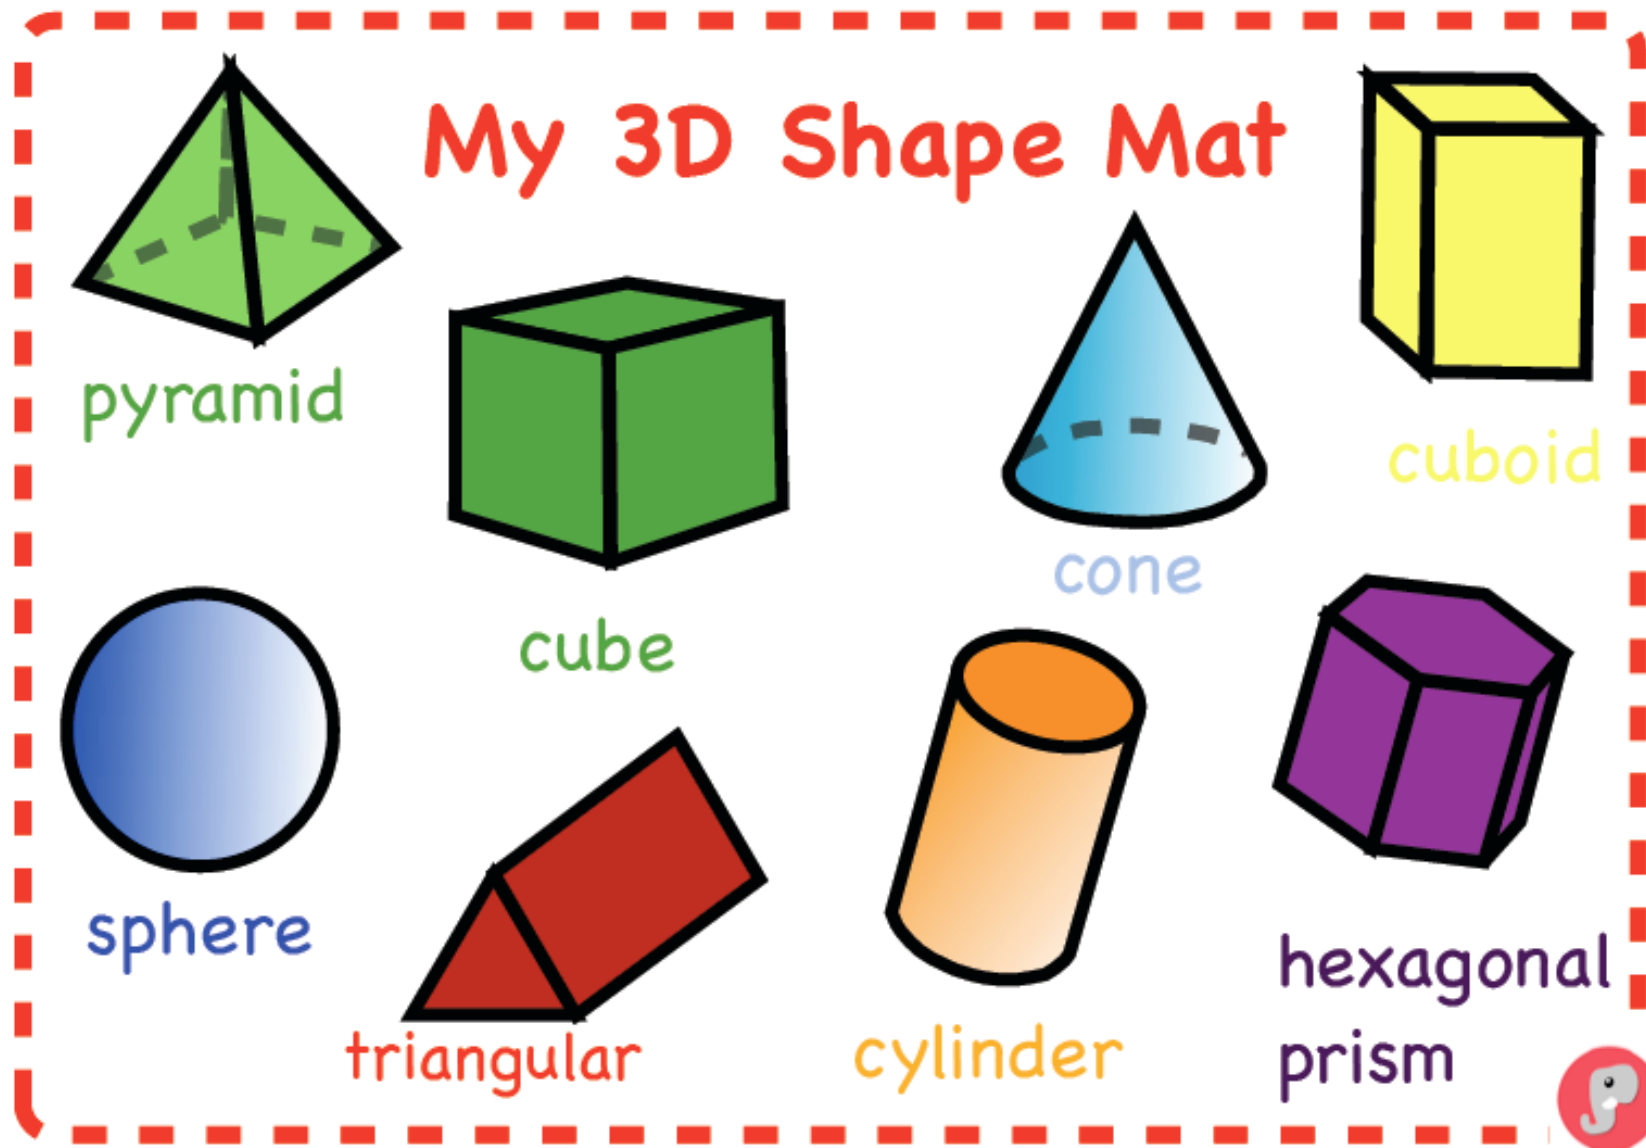 My 3D Shape Mat
pyramid
cuboid
cone
cube
sphere
triangular
cylinder
hexagonal
prism